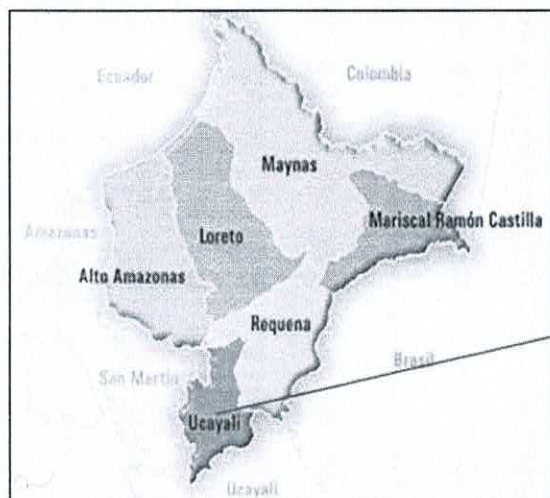 Ecuador
Colombia
Maynas
Mariscal Ramón Castilla
Amazonas
Loreto
Alto Amazonas
Requena
Brasil
San Martín
Ucayali
Ucayali